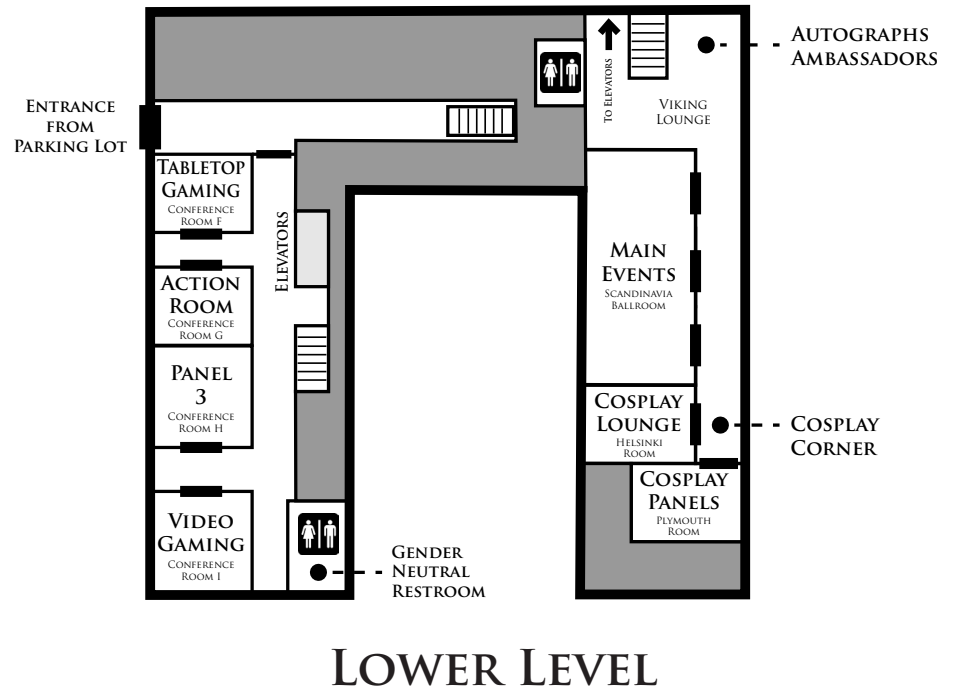 Autographs
Ambassadors
To Elevators
Viking
Lounge
Entrance
from
Parking Lot
Tabletop
Gaming
Conference
Room F
Elevators
Action
Room
Conference
Room G
Panel
3
Conference
Room H
Video
Gaming
Conference
Room I
Gender
Neutral
Restroom
Main
Events
Scandinavia
Ballroom
Cosplay
Lounge
Helsinki
Room
Cosplay
Corner
Cosplay
Panels
Plymouth
Room
Lower Level